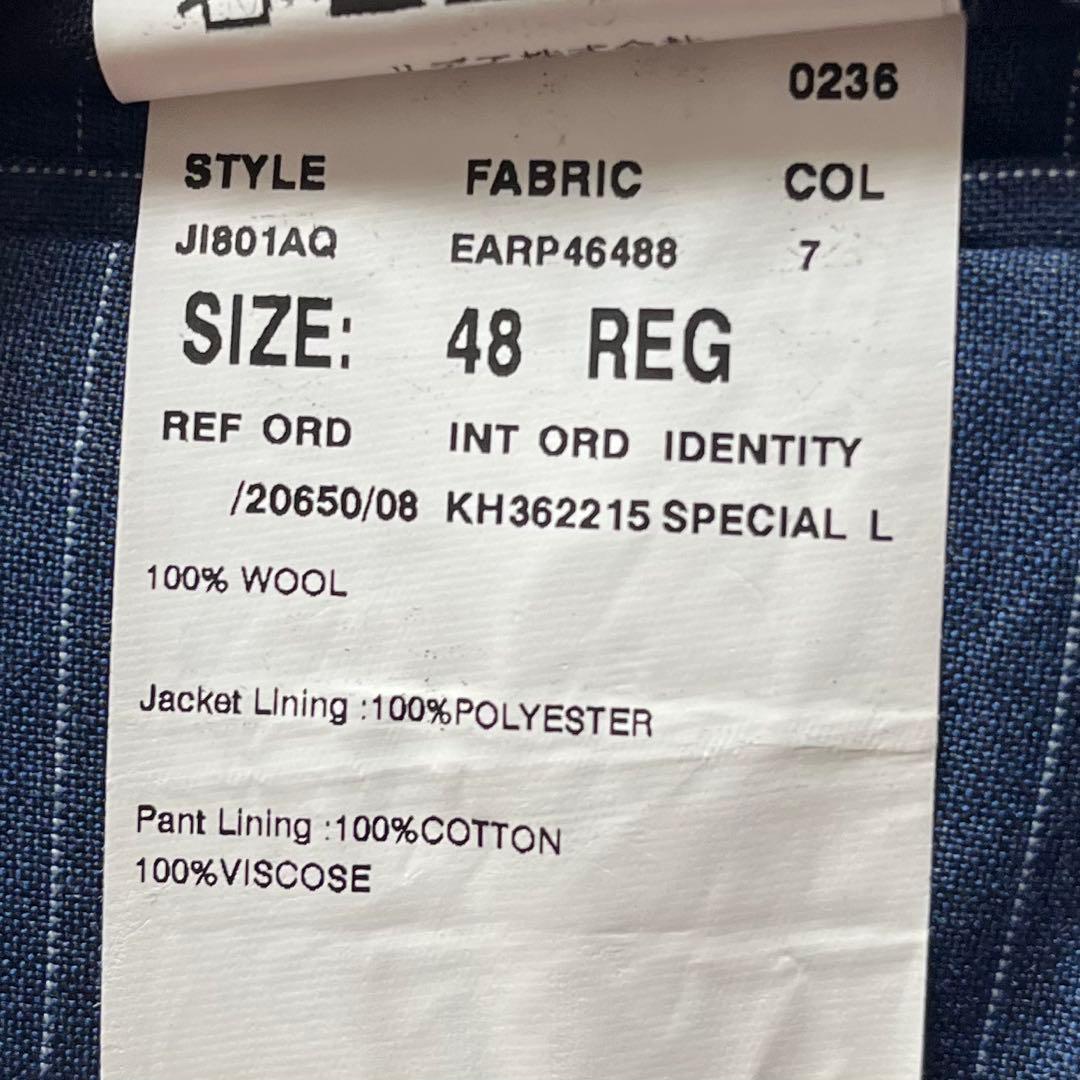 0236
STYLE FABRIC COL
JI801AQ EARP46488 7
SIZE: 48 REG
REF ORD INT ORD IDENTITY
/20650/08 KH362215 SPECIAL L
100% WOOL
Jacket Lining :100%POLYESTER
Pant Lining :100%COTTON
100%VISCOSE